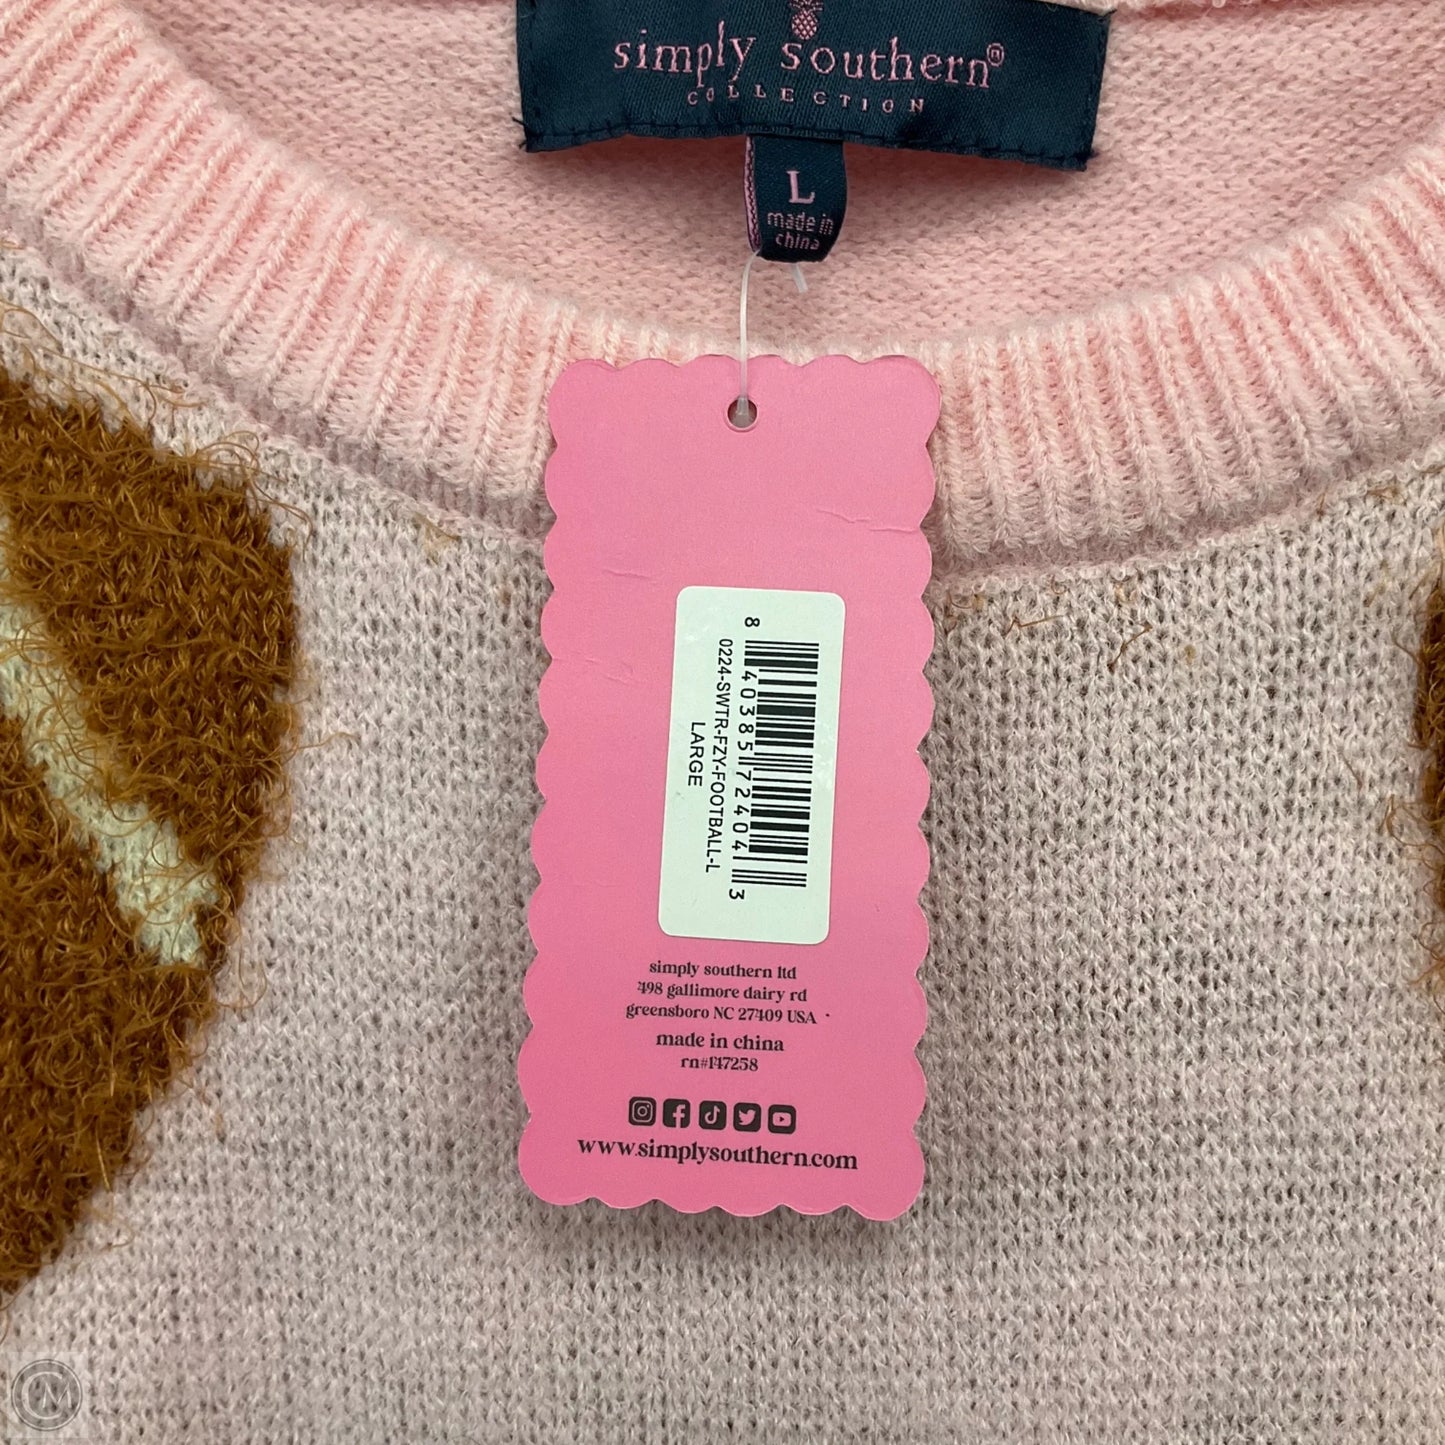 simply southern®
COLLECTION
L
made in
china
8 40385 72404 3
0224-SWTR-FZY-FOOTBALL-L
LARGE
simply southern ltd
498 gallimore dairy rd
greensboro NC 27409 USA
made in china
rn#147258
www.simplysouthern.com
CM